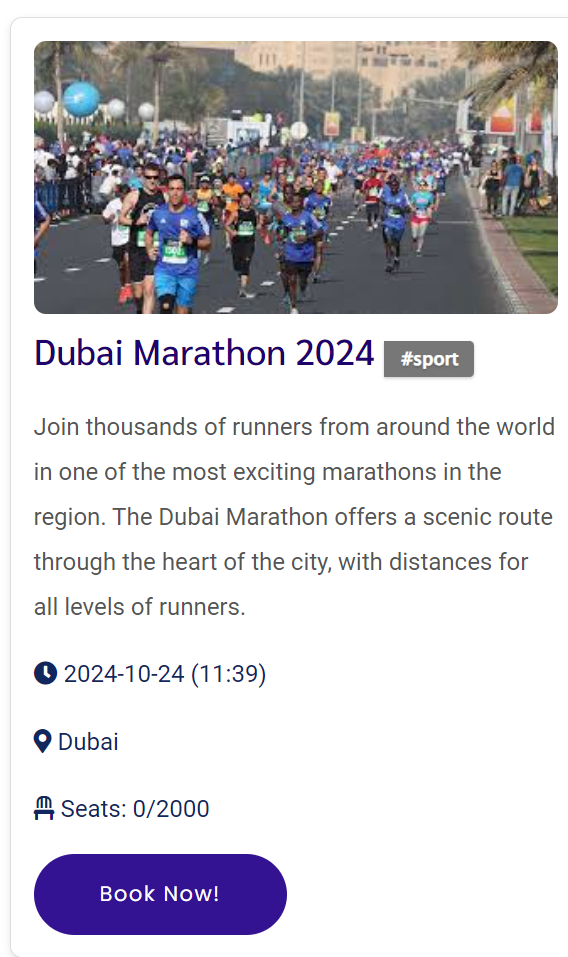 Dubai Marathon 2024 #sport
Join thousands of runners from around the world
in one of the most exciting marathons in the
region. The Dubai Marathon offers a scenic route
through the heart of the city, with distances for
all levels of runners.
2024-10-24 (11:39)
Dubai
Seats: 0/2000
Book Now!